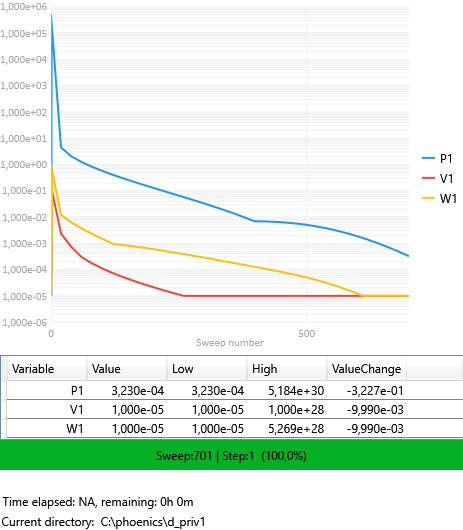 1,000e+06
1,000e+05
1,000e+04
1,000e+03
1,000e+02
1,000e+01
1,000e+00
1,000e-01
1,000e-02
1,000e-03
1,000e-04
1,000e-05
1,000e-06
0 500
Sweep number
P1
V1
W1
Variable Value Low High ValueChange
P1 3,230e-04 3,230e-04 5,184e+30 -3,227e-01
V1 1,000e-05 1,000e-05 1,000e+28 -9,990e-03
W1 1,000e-05 1,000e-05 5,269e+28 -9,990e-03
Sweep:701 | Step:1 (100,0%)
Time elapsed: NA, remaining: 0h 0m
Current directory: C:\phoenics\d_priv1